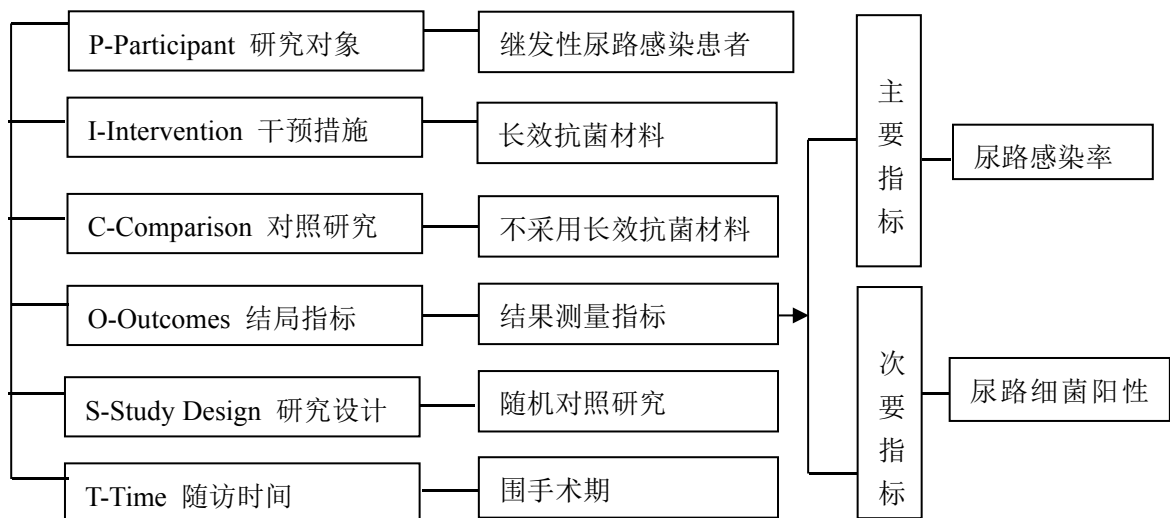 P-Participant 研究对象
继发性尿路感染患者
I-Intervention 干预措施
长效抗菌材料
C-Comparison 对照研究
不采用长效抗菌材料
O-Outcomes 结局指标
结果测量指标
S-Study Design 研究设计
随机对照研究
T-Time 随访时间
围手术期
主要指标
尿路感染率
次要指标
尿路细菌阳性